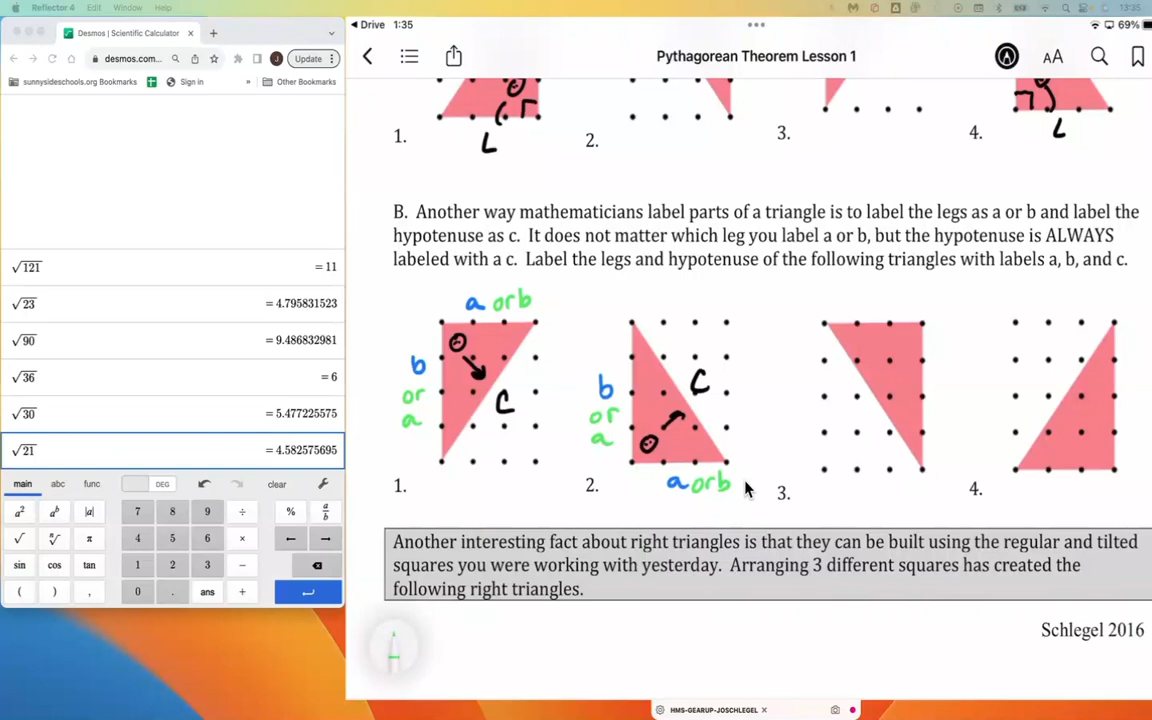 Reflector 4 Edit Window Help 13:35
Desmos | Scientific Calculator
desmos.com... Update
sunnysideschools.org Bookmarks Sign in » Other Bookmarks
√121 = 11
√23 = 4.795831523
√90 = 9.486832981
√36 = 6
√30 = 5.477225575
√21 = 4.582575695
main abc func DEG clear
a² aᵇ |a| 7 8 9 ÷ % a/b
√ ⁿ√ π 4 5 6 × ← →
sin cos tan 1 2 3 −
( ) , 0 . ans +
Drive 1:35 69%
Pythagorean Theorem Lesson 1
AA
L L
1. 2. 3. 4.
B. Another way mathematicians label parts of a triangle is to label the legs as a or b and label the
hypotenuse as c. It does not matter which leg you label a or b, but the hypotenuse is ALWAYS
labeled with a c. Label the legs and hypotenuse of the following triangles with labels a, b, and c.
a or b
b or a
C
b or a
C
a or b
1. 2. 3. 4.
Another interesting fact about right triangles is that they can be built using the regular and tilted
squares you were working with yesterday. Arranging 3 different squares has created the
following right triangles.
Schlegel 2016
HMS-GEARUP-JOSCHLEGEL